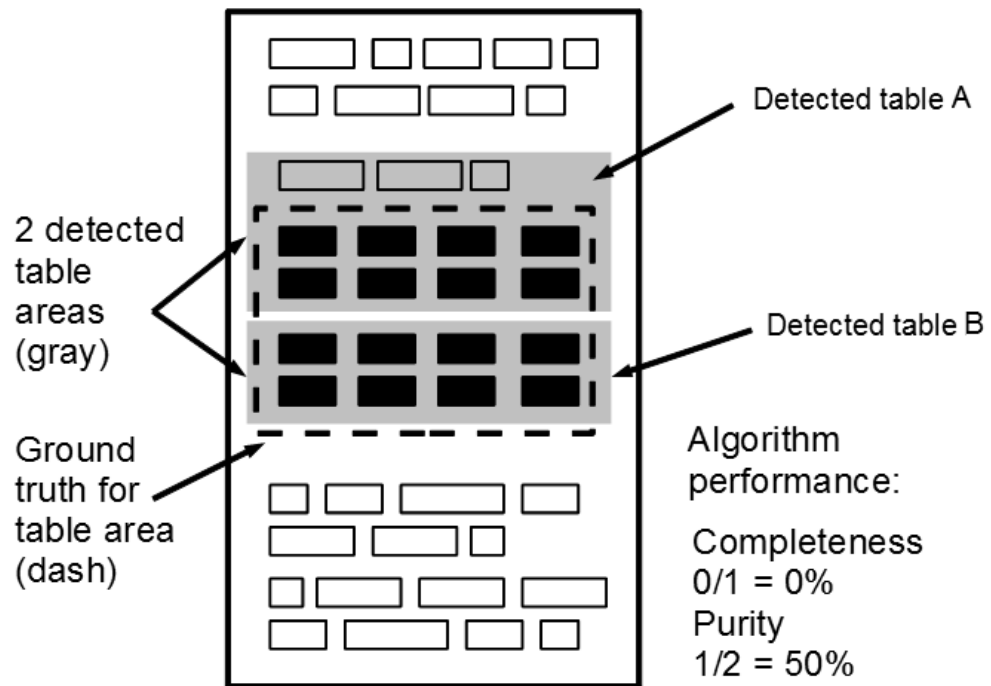 Detected table A
2 detected
table
areas
(gray)
Detected table B
Ground
truth for
table area
(dash)
Algorithm
performance:
Completeness
0/1 = 0%
Purity
1/2 = 50%